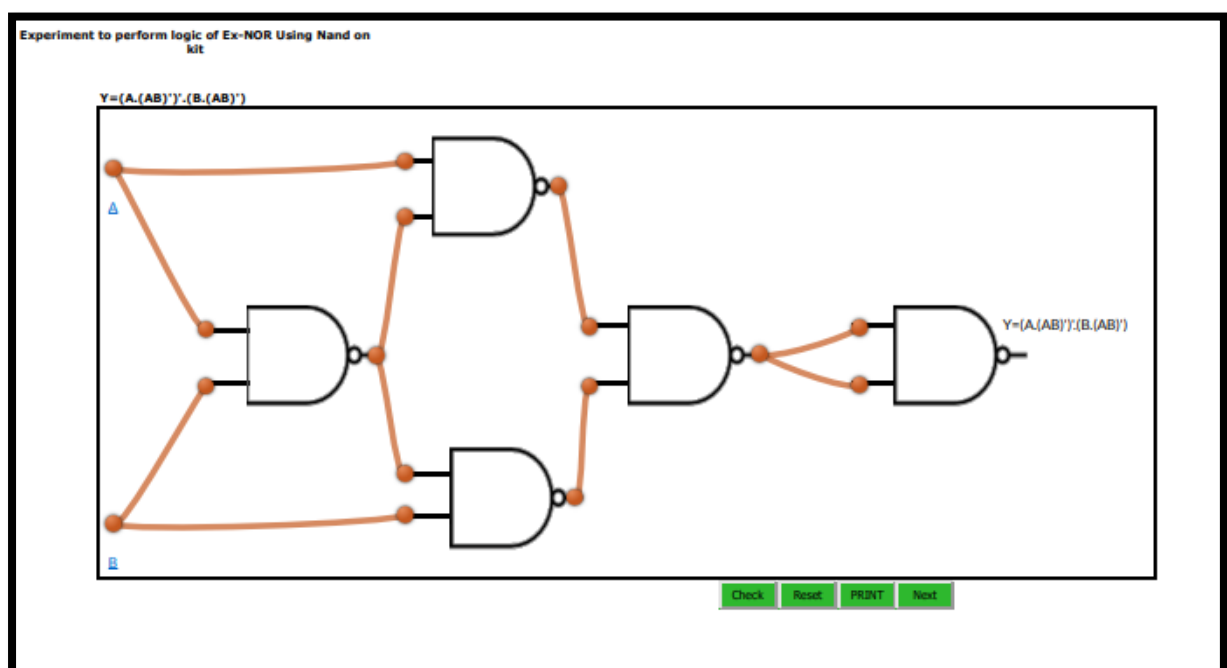 Experiment to perform logic of Ex-NOR Using Nand on
kit
Y=(A.(AB)')'.(B.(AB)')
A
Y=(A.(AB)')'.(B.(AB)')
B
Check Reset PRINT Next